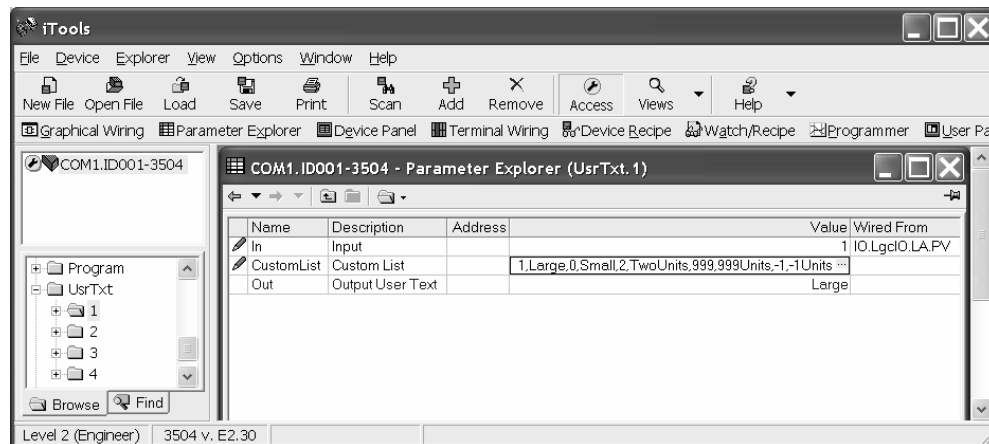 iTools
File Device Explorer View Options Window Help
New File Open File Load Save Print Scan Add Remove Access Views Help
Graphical Wiring Parameter Explorer Device Panel Terminal Wiring Device Recipe Watch/Recipe Programmer User Pa
COM1.ID001-3504
COM1.ID001-3504 - Parameter Explorer (UsrTxt.1)
Name Description Address Value Wired From
In Input 1 IO.LgcIO.LA.PV
CustomList Custom List 1,Large,0,Small,2,TwoUnits,999,999Units,-1,-1Units ...
Out Output User Text Large
Program
UsrTxt
1
2
3
4
Browse Find
Level 2 (Engineer) 3504 v. E2.30